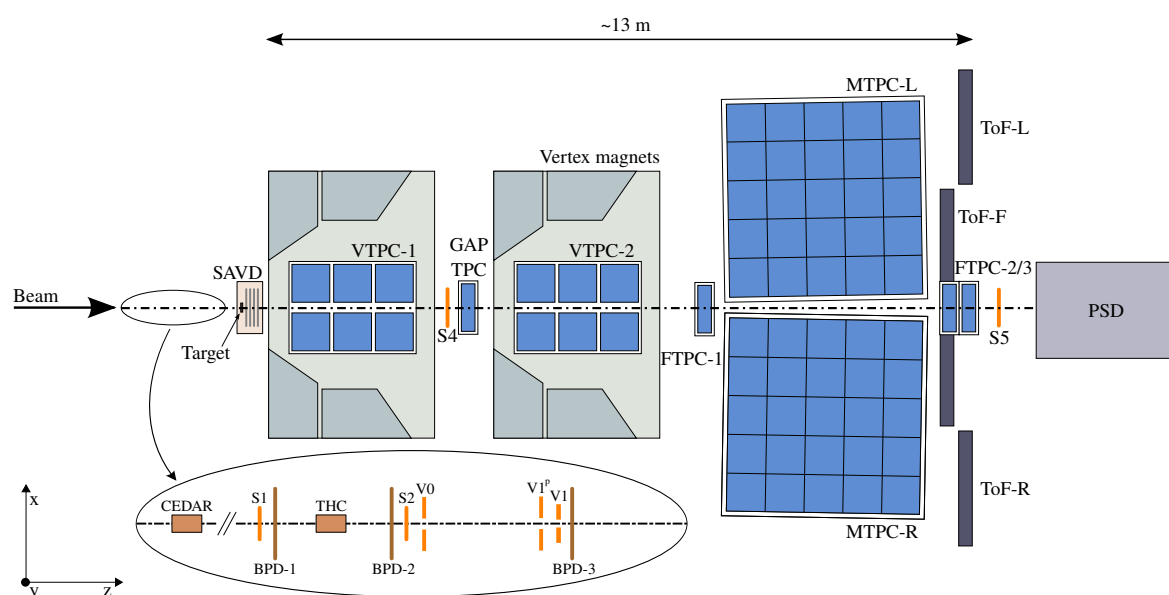 ~13 m
MTPC-L
ToF-L
Vertex magnets
ToF-F
GAP
TPC
VTPC-1
VTPC-2
SAVD
FTPC-2/3
Beam
PSD
Target
S4
FTPC-1
S5
x
CEDAR
S1
THC
S2
V0
V1ᵖ
V1
ToF-R
MTPC-R
BPD-1
BPD-2
BPD-3
y
z